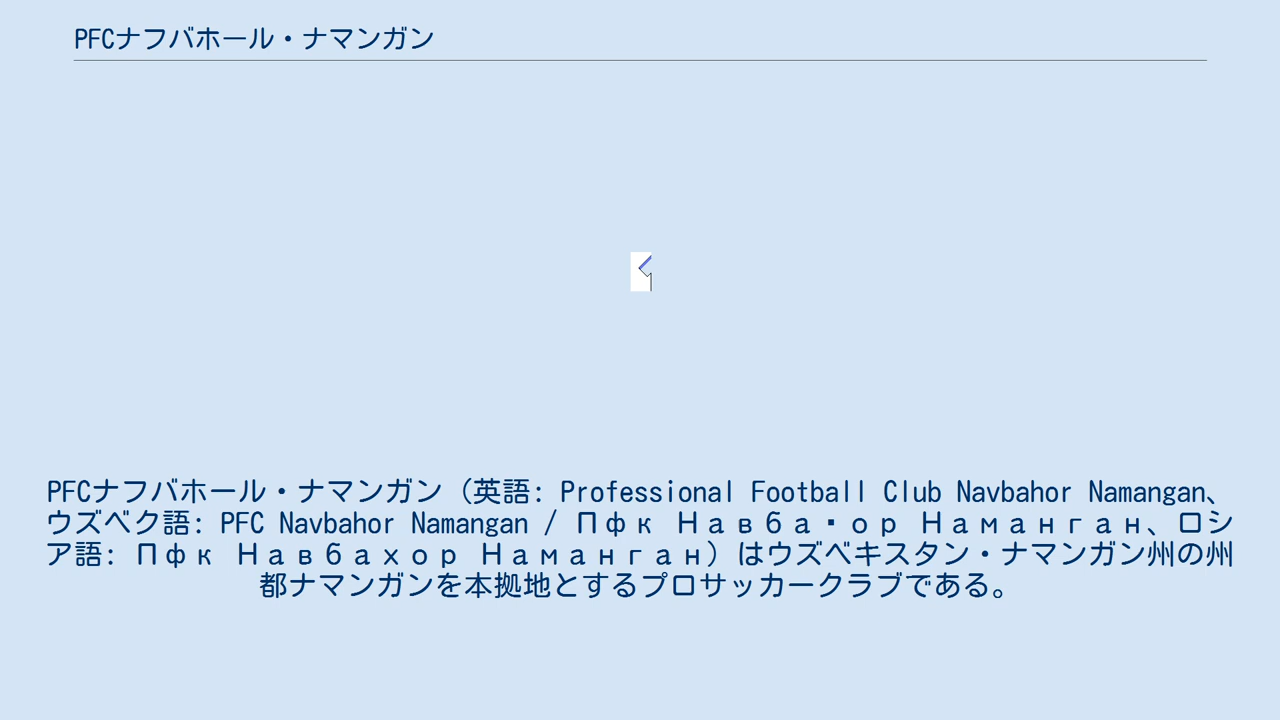 PFCナフバホール・ナマンガン
PFCナフバホール・ナマンガン（英語: Professional Football Club Navbahor Namangan、
ウズベク語: PFC Navbahor Namangan / Пфк Навба▪ор Наманган、ロシ
ア語: Пфк Навбахор Наманган）はウズベキスタン・ナマンガン州の州
都ナマンガンを本拠地とするプロサッカークラブである。